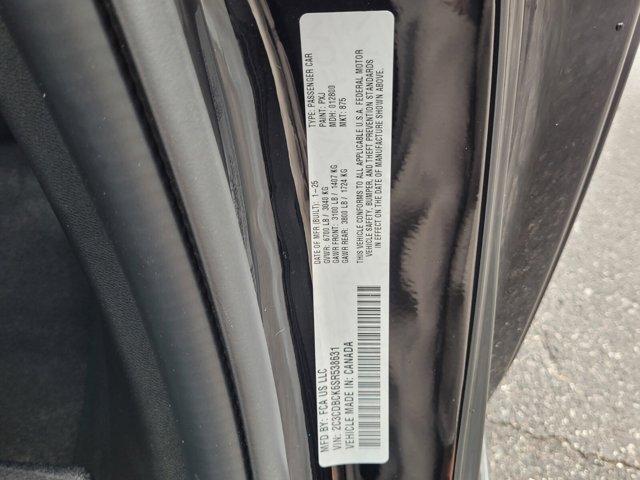 MFD BY: FCA US LLC
DATE OF MFR (BUILT): 1-25
TYPE: PASSENGER CAR
GVWR: 6700 LB / 3040 KG
PAINT: PXJ
GAWR FRONT: 3100 LB / 1407 KG
MDH: 012800
GAWR REAR: 3800 LB / 1724 KG
MKT: 875
VIN: 2C3CDBCK6SR538631
VEHICLE MADE IN: CANADA
THIS VEHICLE CONFORMS TO ALL APPLICABLE U.S.A. FEDERAL MOTOR
VEHICLE SAFETY, BUMPER, AND THEFT PREVENTION STANDARDS
IN EFFECT ON THE DATE OF MANUFACTURE SHOWN ABOVE.